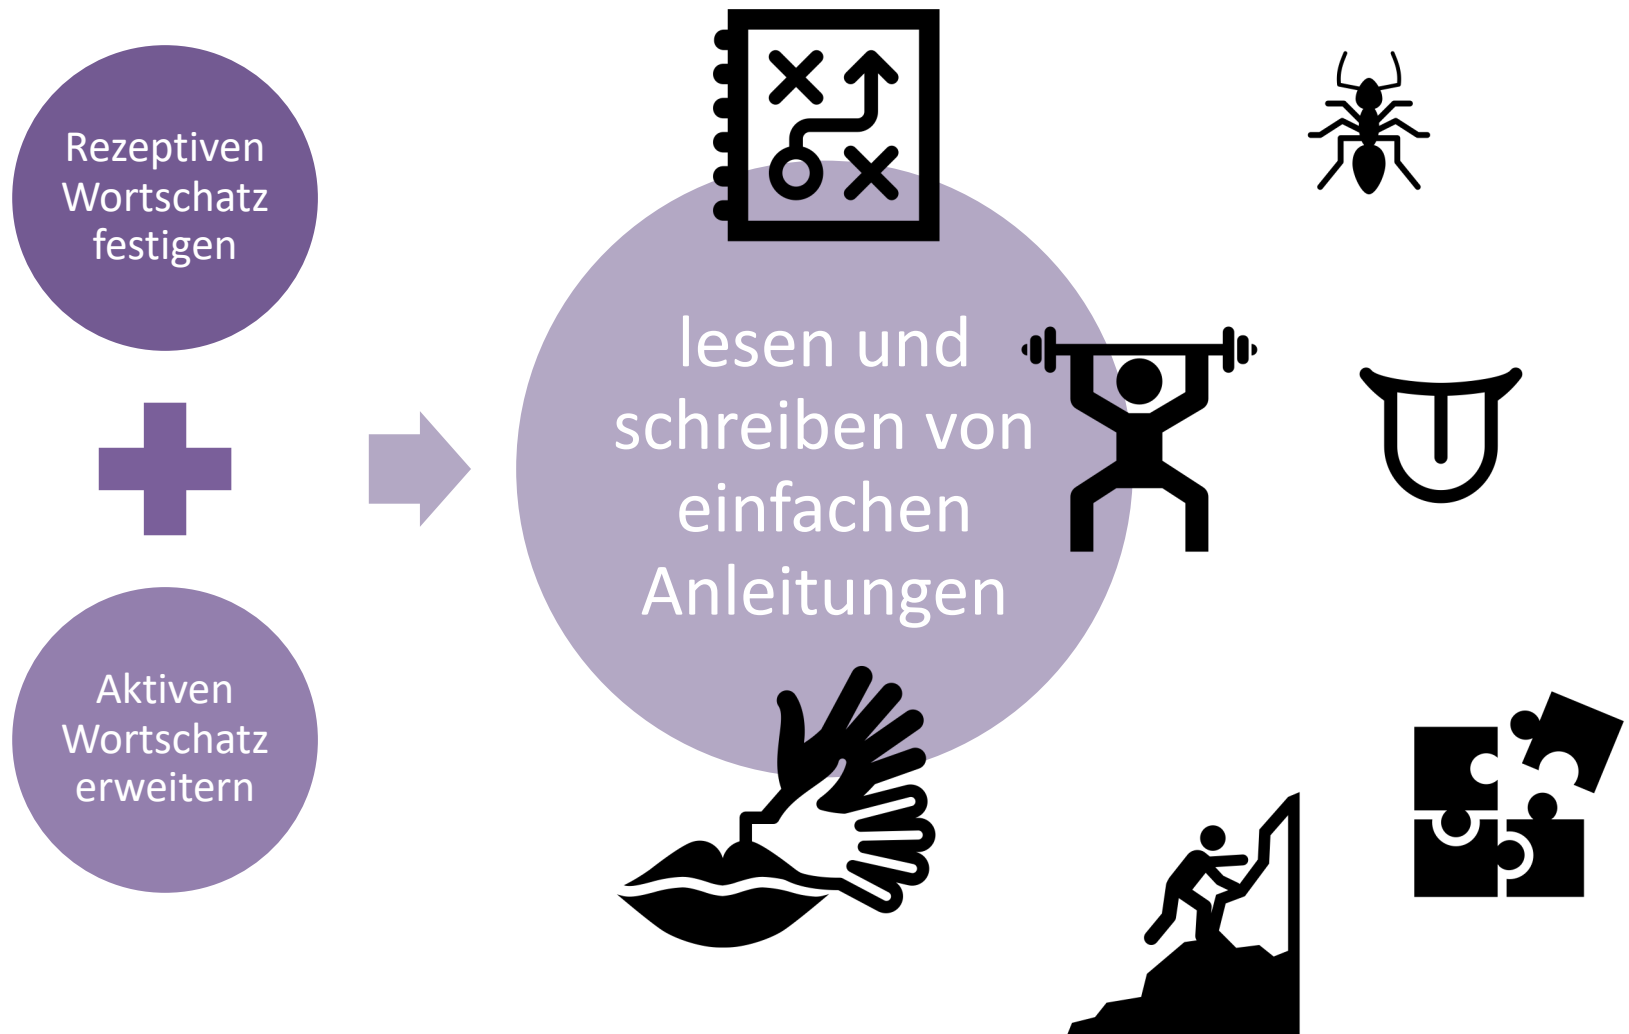 Rezeptiven
Wortschatz
festigen
Aktiven
Wortschatz
erweitern
lesen und
schreiben von
einfachen
Anleitungen